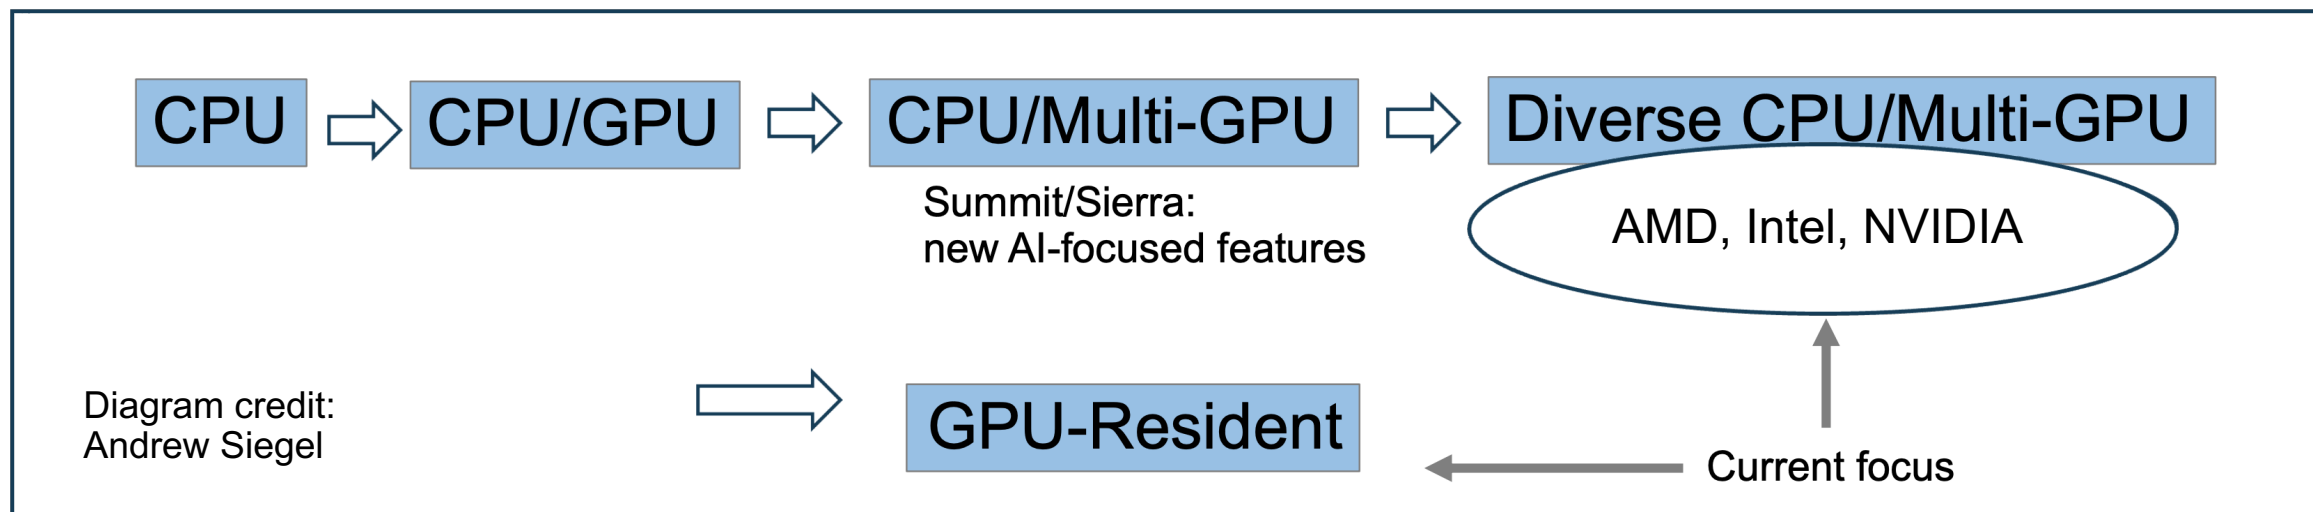 CPU
CPU/GPU
CPU/Multi-GPU
Diverse CPU/Multi-GPU
Summit/Sierra:
new AI-focused features
AMD, Intel, NVIDIA
Diagram credit:
Andrew Siegel
GPU-Resident
Current focus